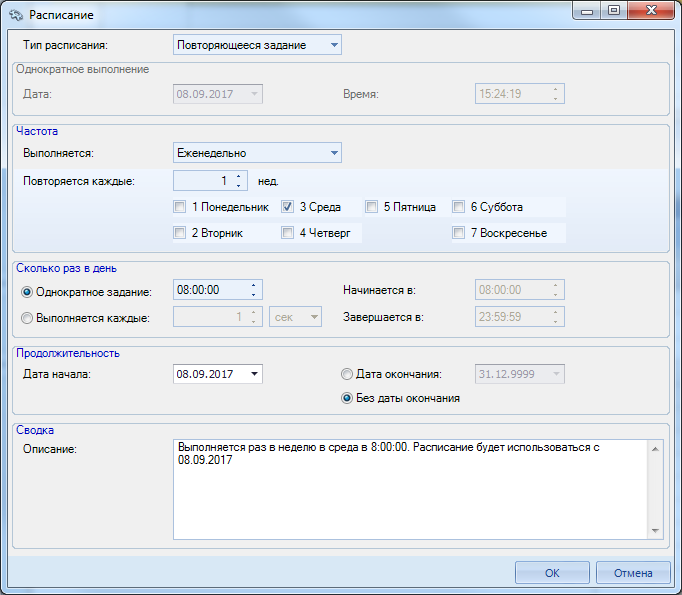 Расписание
Тип расписания: Повторяющееся задание
Однократное выполнение
Дата: 08.09.2017 Время: 15:24:19
Частота
Выполняется: Еженедельно
Повторяется каждые: 1 нед.
1 Понедельник 3 Среда 5 Пятница 6 Суббота
2 Вторник 4 Четверг 7 Воскресенье
Сколько раз в день
Однократное задание: 08:00:00 Начинается в: 08:00:00
Выполняется каждые: 1 сек Завершается в: 23:59:59
Продолжительность
Дата начала: 08.09.2017 Дата окончания: 31.12.9999
Без даты окончания
Сводка
Описание: Выполняется раз в неделю в среда в 8:00:00. Расписание будет использоваться с
08.09.2017
OK Отмена